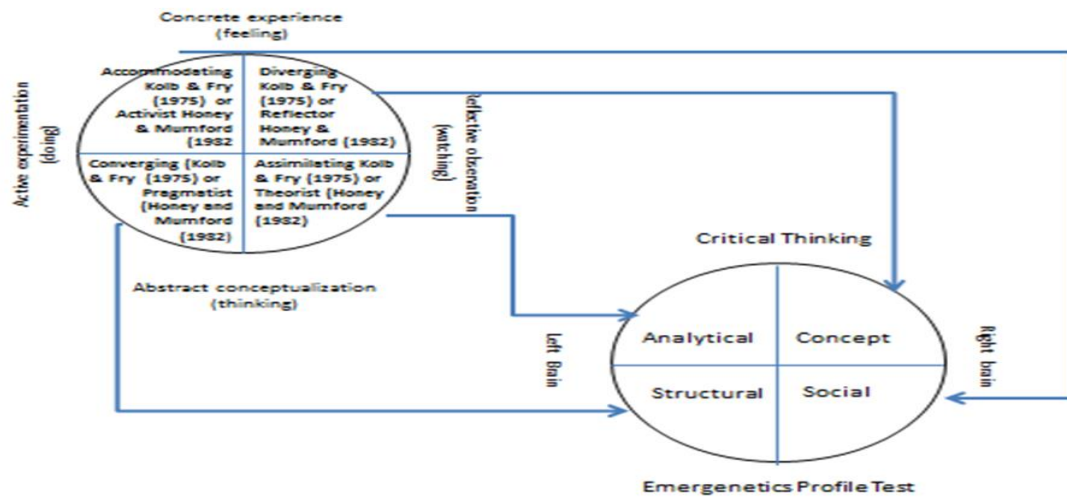 Concrete experience
(feeling)
Active experimentation
(doing)
Accommodating
Kolb & Fry
(1975) or
Activist Honey
& Mumford
(1982
Diverging
Kolb & Fry
(1975) or
Reflector
Honey &
Mumford (1982)
Reflective observation
(watching)
Converging (Kolb
& Fry (1975) or
Pragmatist
(Honey and
Mumford
(1982)
Assimilating Kolb
& Fry (1975) or
Theorist (Honey
and Mumford
(1982)
Abstract conceptualization
(thinking)
Critical Thinking
Left Brain
Analytical
Concept
Structural
Social
Right brain
Emergenetics Profile Test